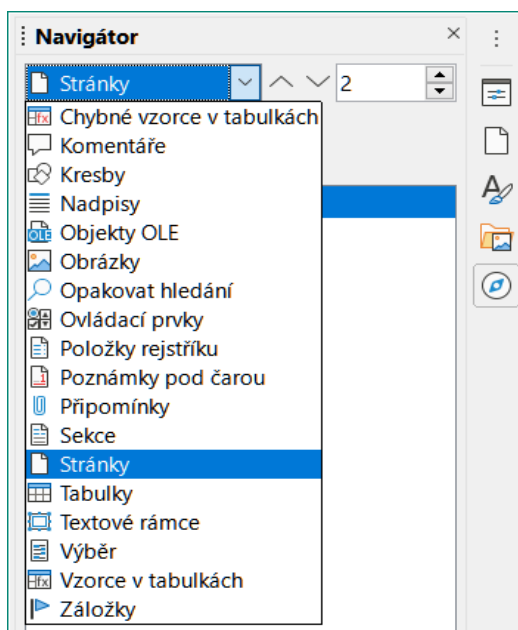 Navigátor
Stránky 2
Chybné vzorce v tabulkách
Komentáře
Kresby
Nadpisy
Objekty OLE
Obrázky
Opakovat hledání
Ovládací prvky
Položky rejstříku
Poznámky pod čarou
Připomínky
Sekce
Stránky
Tabulky
Textové rámce
Výběr
Vzorce v tabulkách
Záložky